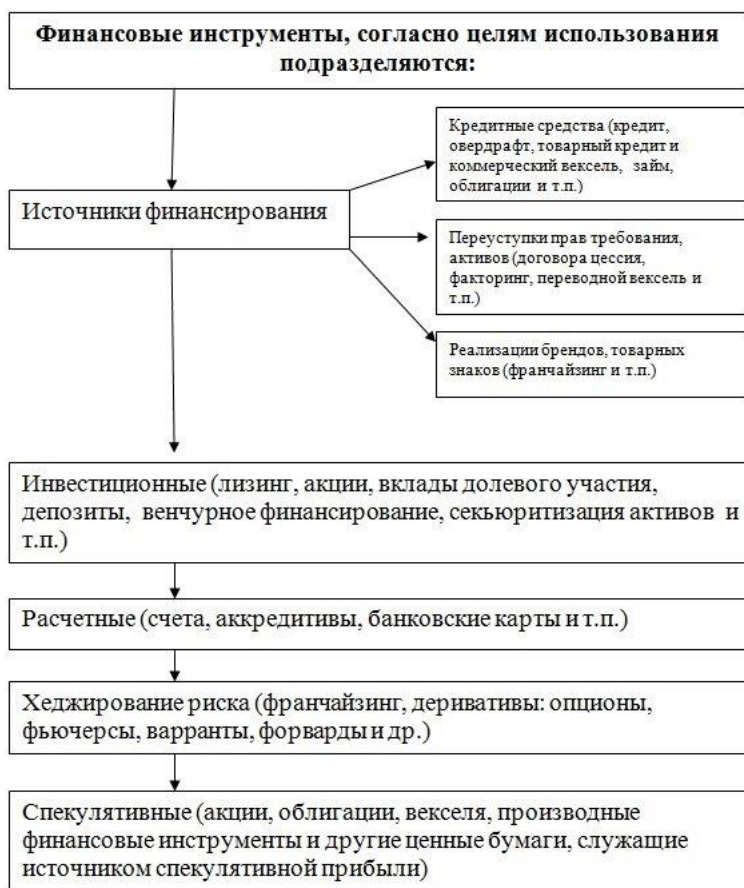 Финансовые инструменты, согласно целям использования
подразделяются:
Кредитные средства (кредит,
овердрафт, товарный кредит и
коммерческий вексель, займ,
облигации и т.п.)
Источники финансирования
Переуступки прав требования,
активов (договора цессия,
факторинг, переводной вексель и
т.п.)
Реализации брендов, товарных
знаков (франчайзинг и т.п.)
Инвестиционные (лизинг, акции, вклады долевого участия,
депозиты, венчурное финансирование, секьюритизация активов и
т.п.)
Расчетные (счета, аккредитивы, банковские карты и т.п.)
Хеджирование риска (франчайзинг, деривативы: опционы,
фьючерсы, варранты, форварды и др.)
Спекулятивные (акции, облигации, векселя, производные
финансовые инструменты и другие ценные бумаги, служащие
источником спекулятивной прибыли)